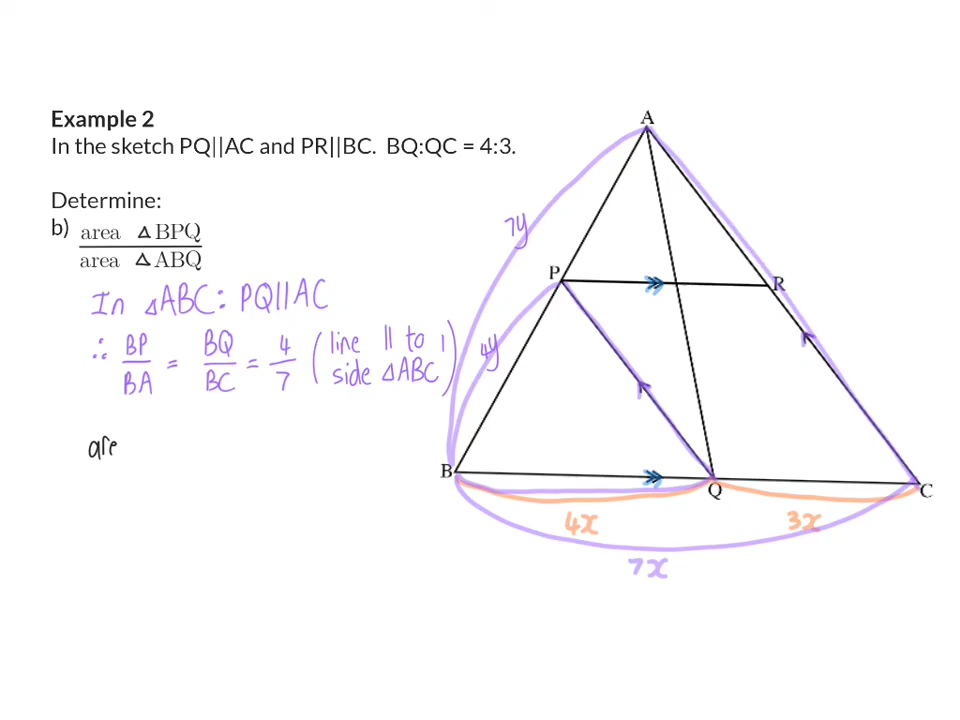 Example 2
In the sketch PQ||AC and PR||BC. BQ:QC = 4:3.
Determine:
b) area △BPQ
area △ABQ
In △ABC: PQ||AC
∴ BP/BA = BQ/BC = 4/7 (line || to 1 side △ABC)
are
A
7y
P
R
4y
B
Q
C
4x
3x
7x